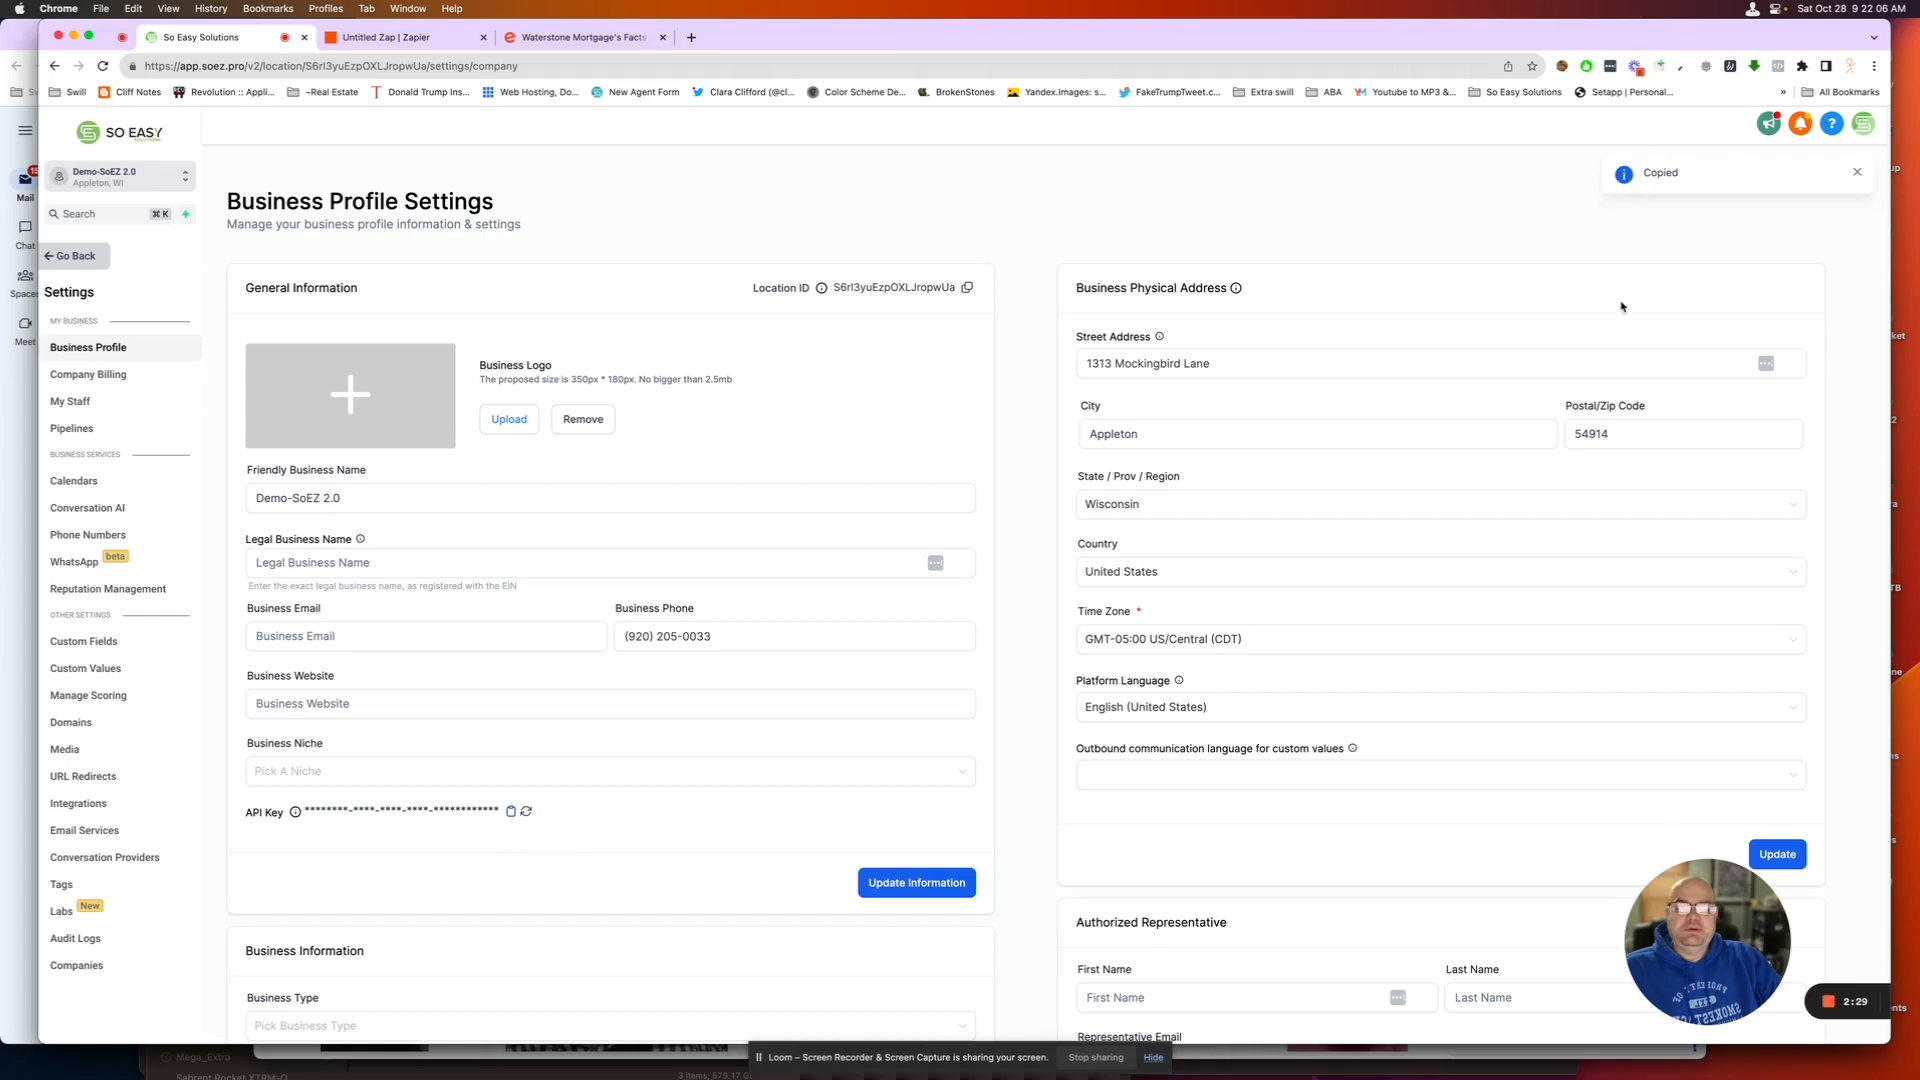 Chrome File Edit View History Bookmarks Profiles Tab Window Help Sat Oct 28 9 22 06 AM
So Easy Solutions Untitled Zap | Zapier Waterstone Mortgage's Facts
https://app.soez.pro/v2/location/S6rI3yuEzpOXLJropwUa/settings/company
Swill Cliff Notes Revolution :: Appli... ~Real Estate Donald Trump Ins... Web Hosting, Do... New Agent Form Clara Clifford (@cl... Color Scheme De... BrokenStones Yandex.Images: s... FakeTrumpTweet.c... Extra swill ABA Youtube to MP3 &... So Easy Solutions Setapp | Personal... » All Bookmarks
SO EASY
SOLUTIONS
Demo-SoEZ 2.0
Appleton, WI
Mail
Search ⌘ K
Chat
Go Back
Spaces
Settings
Meet
MY BUSINESS
Business Profile
Company Billing
My Staff
Pipelines
BUSINESS SERVICES
Calendars
Conversation AI
Phone Numbers
WhatsApp beta
Reputation Management
OTHER SETTINGS
Custom Fields
Custom Values
Manage Scoring
Domains
Media
URL Redirects
Integrations
Email Services
Conversation Providers
Tags
Labs New
Audit Logs
Companies
Copied
Business Profile Settings
Manage your business profile information & settings
General Information Location ID S6rI3yuEzpOXLJropwUa
Business Logo
The proposed size is 350px * 180px. No bigger than 2.5mb
Upload Remove
Friendly Business Name
Demo-SoEZ 2.0
Legal Business Name
Legal Business Name
Enter the exact legal business name, as registered with the EIN
Business Email Business Phone
Business Email (920) 205-0033
Business Website
Business Website
Business Niche
Pick A Niche
API Key ********-****-****-****-************
Update Information
Business Information
Business Type
Pick Business Type
Business Physical Address
Street Address
1313 Mockingbird Lane
City Postal/Zip Code
Appleton 54914
State / Prov / Region
Wisconsin
Country
United States
Time Zone *
GMT-05:00 US/Central (CDT)
Platform Language
English (United States)
Outbound communication language for custom values
Update
Authorized Representative
First Name Last Name
First Name Last Name
Representative Email
2:29
Loom – Screen Recorder & Screen Capture is sharing your screen. Stop sharing Hide
Mega_Extra
Sabrent Rocket XTRM-Q